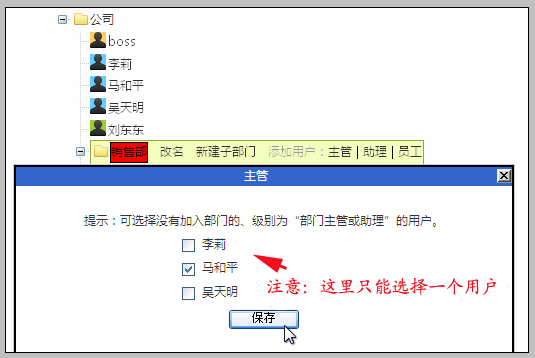 公司
boss
李莉
马和平
吴天明
刘东东
销售部 改名 新建子部门 添加用户：主管 | 助理 | 员工
主管
提示：可选择没有加入部门的、级别为“部门主管或助理”的用户。
李莉
马和平
吴天明
注意：这里只能选择一个用户
保存